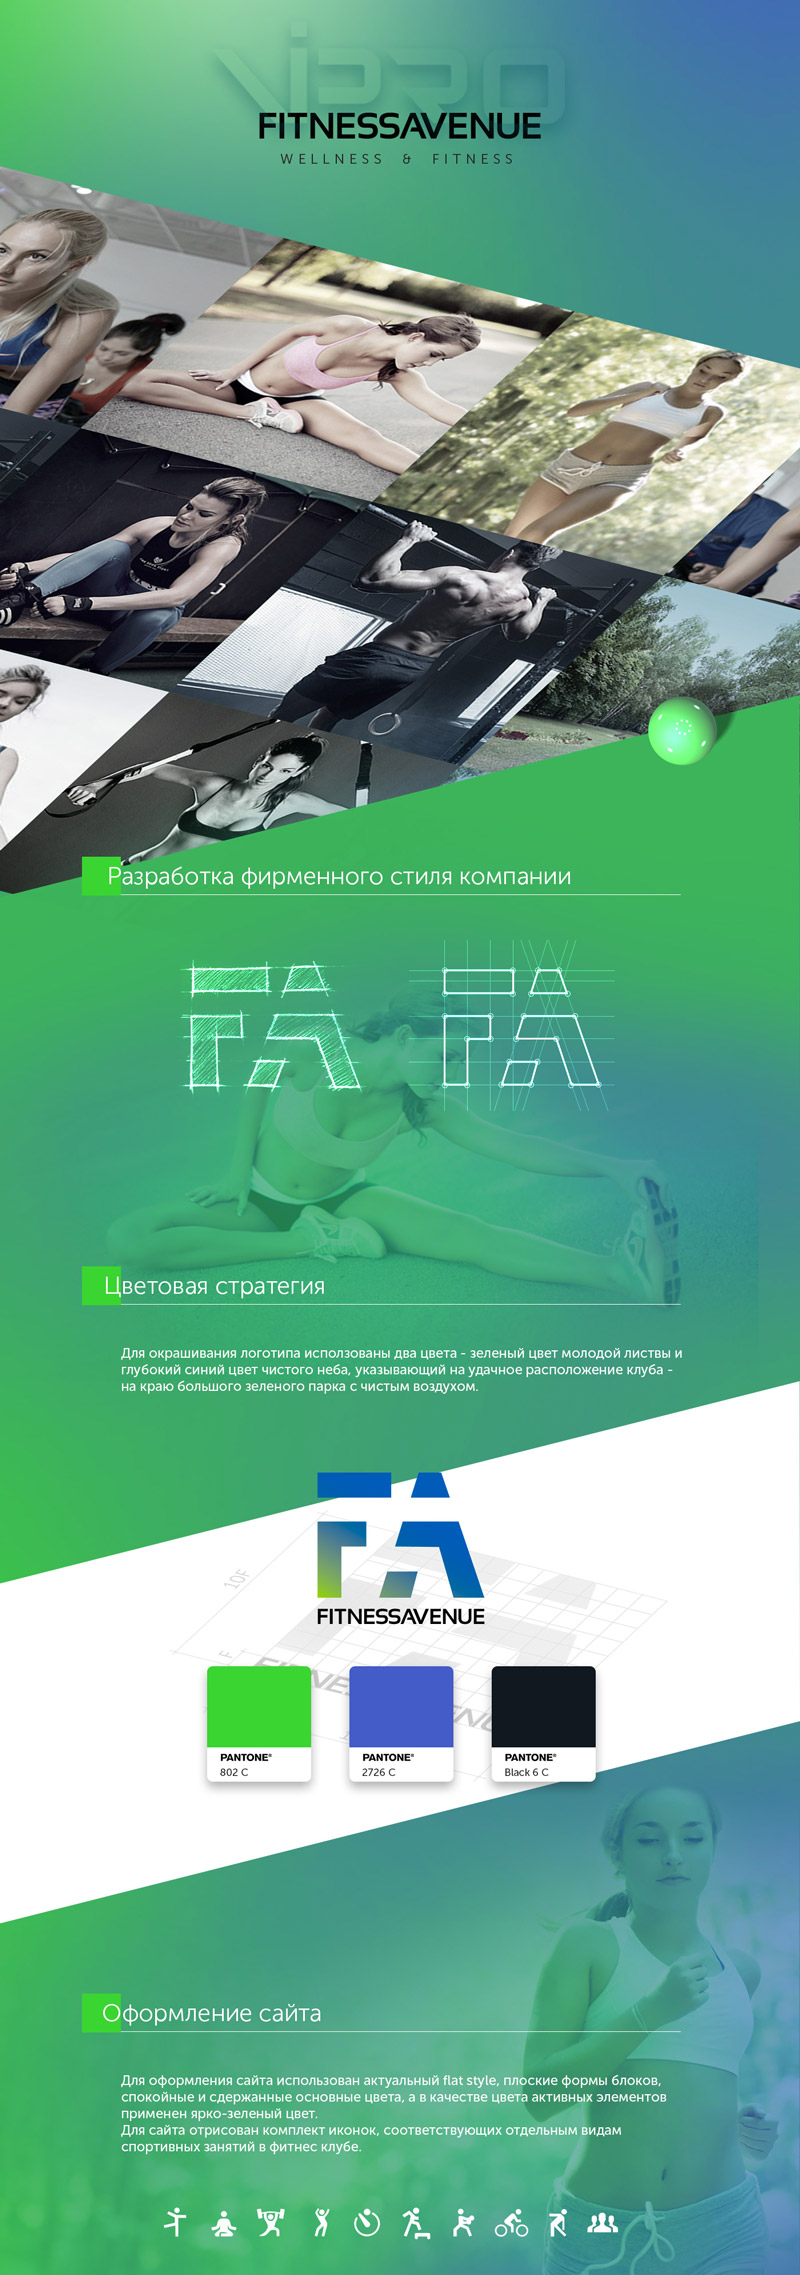 VIPRO
FITNESSAVENUE
WELLNESS & FITNESS
Разработка фирменного стиля компании
Цветовая стратегия
Для окрашивания логотипа исползованы два цвета - зеленый цвет молодой листвы и
глубокий синий цвет чистого неба, указывающий на удачное расположение клуба -
на краю большого зеленого парка с чистым воздухом.
FA
10F
FITNESSAVENUE
PANTONE® PANTONE® PANTONE®
802 C 2726 C Black 6 C
Оформление сайта
Для оформления сайта использован актуальный flat style, плоские формы блоков,
спокойные и сдержанные основные цвета, а в качестве цвета активных элементов
применен ярко-зеленый цвет.
Для сайта отрисован комплект иконок, соответствующих отдельным видам
спортивных занятий в фитнес клубе.